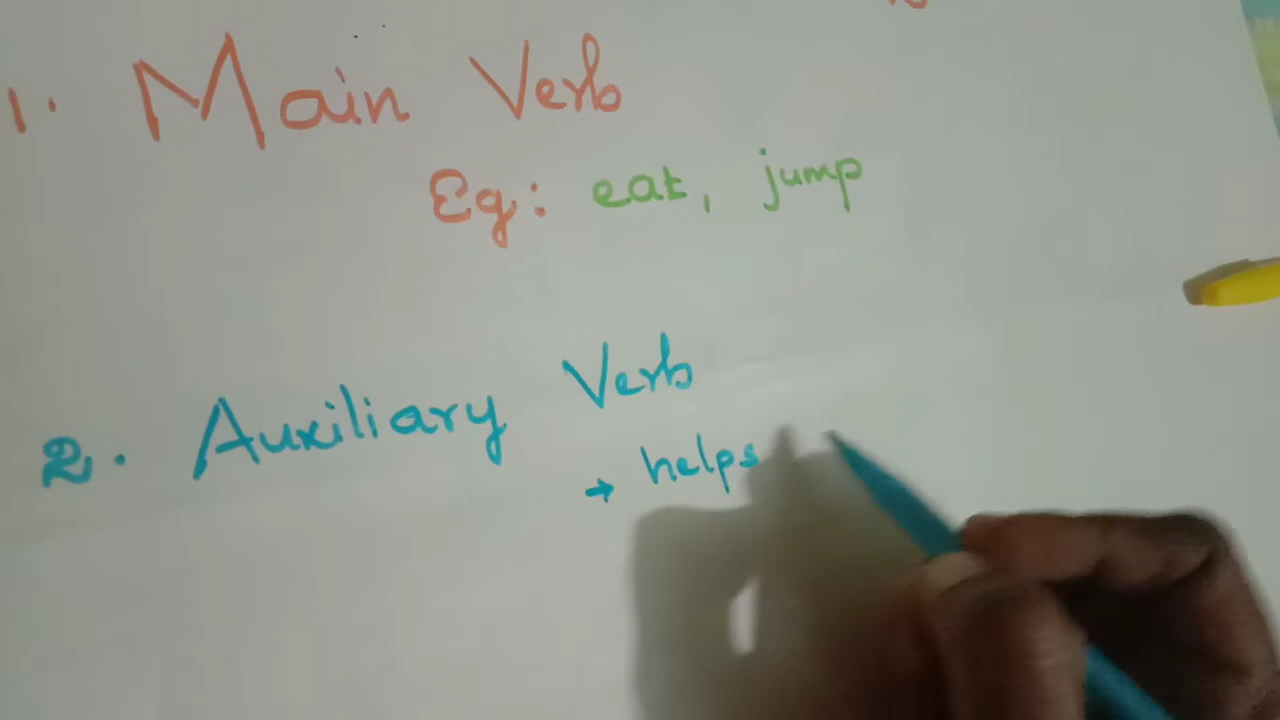 1. Main Verb
Eg: eat, jump
2. Auxiliary Verb
→ helps